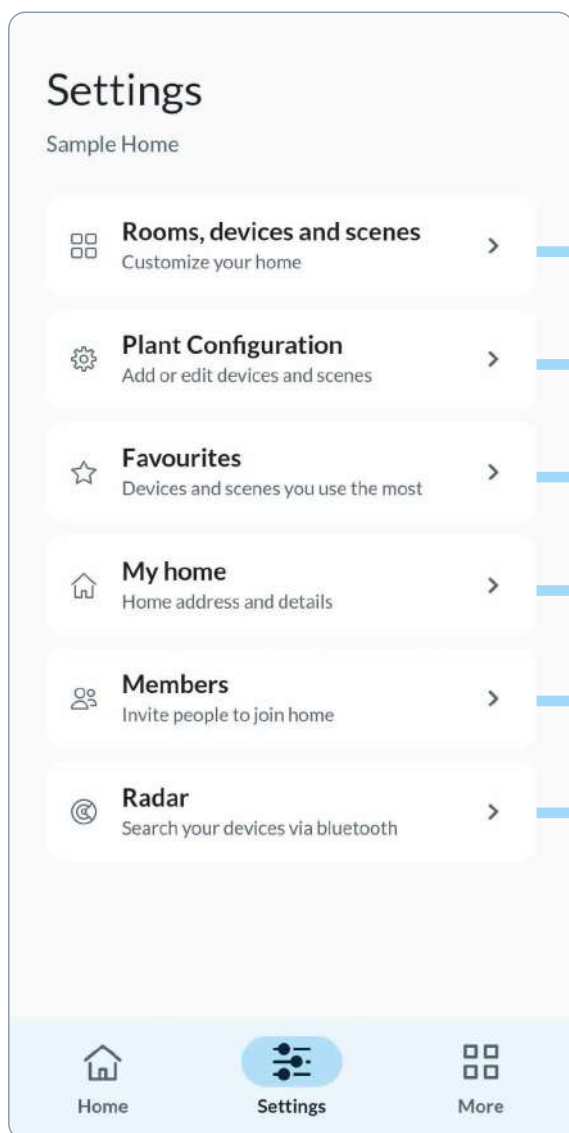 Settings
Sample Home
Rooms, devices and scenes
Customize your home
Plant Configuration
Add or edit devices and scenes
Favourites
Devices and scenes you use the most
My home
Home address and details
Members
Invite people to join home
Radar
Search your devices via bluetooth
Home
Settings
More